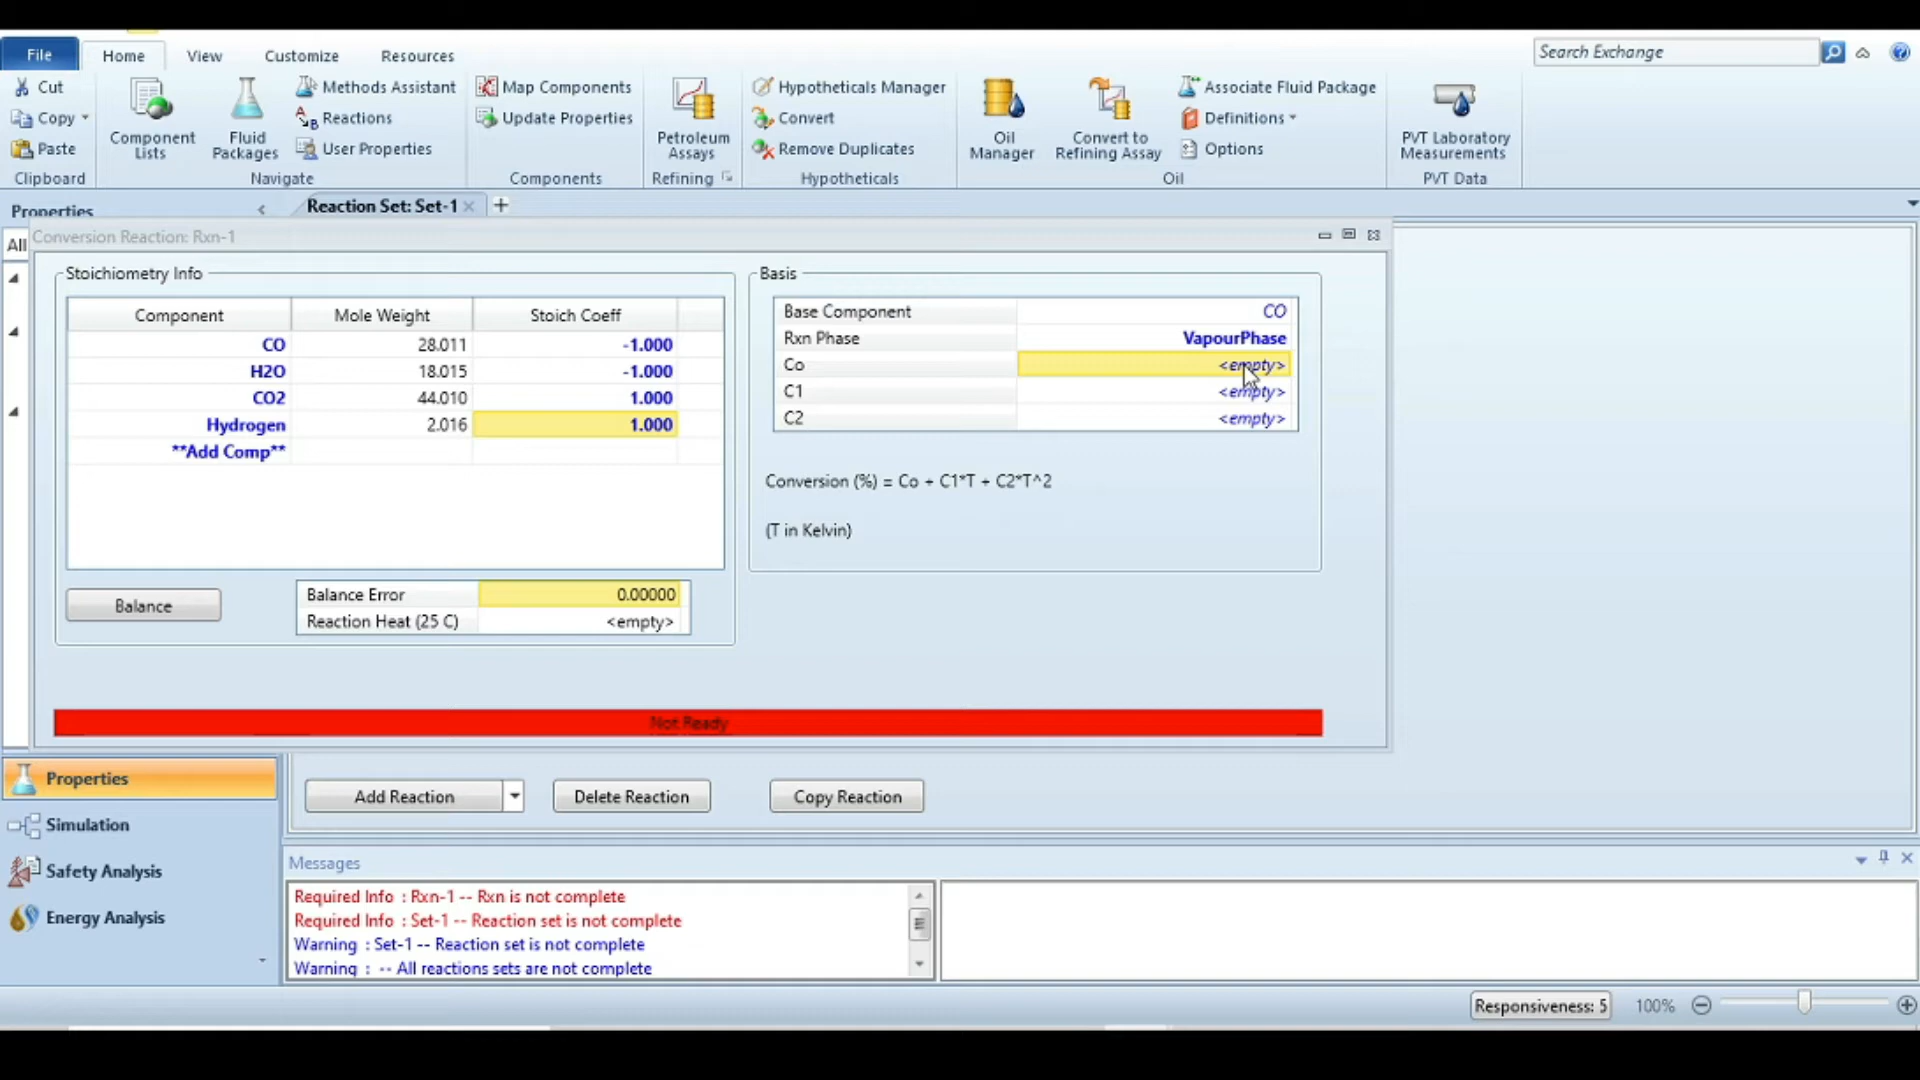 File Home View Customize Resources Search Exchange
Cut
Copy
Paste
Clipboard
Component Lists
Fluid Packages
Methods Assistant
Reactions
User Properties
Navigate
Map Components
Update Properties
Components
Petroleum Assays
Refining
Hypotheticals Manager
Convert
Remove Duplicates
Hypotheticals
Oil Manager
Convert to Refining Assay
Associate Fluid Package
Definitions
Options
Oil
PVT Laboratory Measurements
PVT Data
Properties
Reaction Set: Set-1
All
Conversion Reaction: Rxn-1
Stoichiometry Info
Component Mole Weight Stoich Coeff
CO 28.011 -1.000
H2O 18.015 -1.000
CO2 44.010 1.000
Hydrogen 2.016 1.000
**Add Comp**
Balance
Balance Error 0.00000
Reaction Heat (25 C) <empty>
Basis
Base Component CO
Rxn Phase VapourPhase
Co <empty>
C1 <empty>
C2 <empty>
Conversion (%) = Co + C1*T + C2*T^2
(T in Kelvin)
Not Ready
Properties
Simulation
Safety Analysis
Energy Analysis
Add Reaction Delete Reaction Copy Reaction
Messages
Required Info : Rxn-1 -- Rxn is not complete
Required Info : Set-1 -- Reaction set is not complete
Warning : Set-1 -- Reaction set is not complete
Warning : -- All reactions sets are not complete
Responsiveness: 5 100%